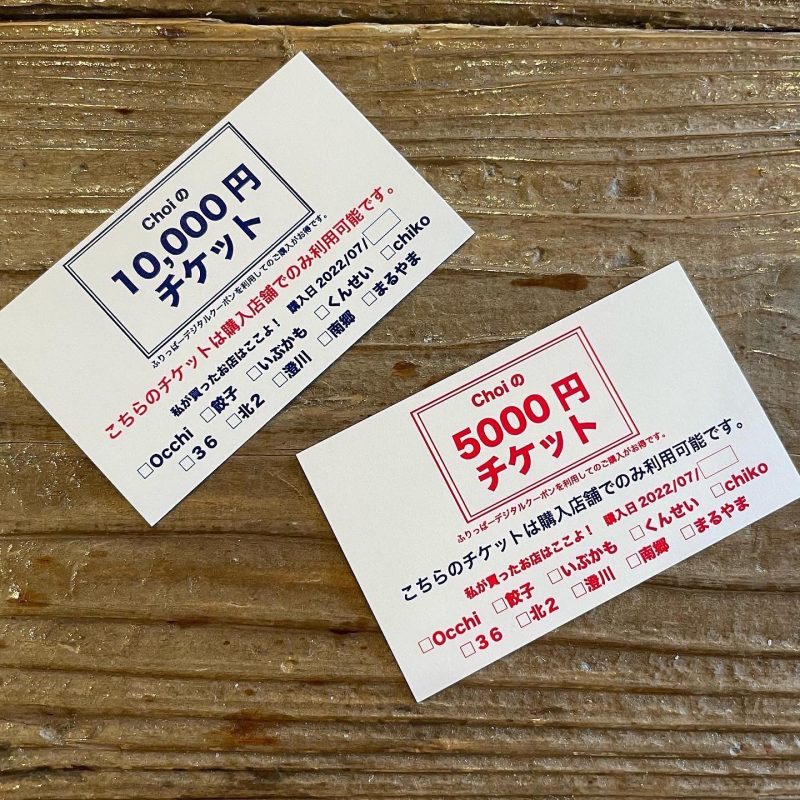 Choiの
10,000円
チケット
ふりっぱーデジタルクーポンを利用してのご購入がお得です。
こちらのチケットは購入店舗でのみ利用可能です。
私が買ったお店はここよ！ 購入日 2022/07/
□Occhi □餃子 □いぶかも □くんせい □chiko
□36 □北2 □澄川 □南郷 □まるやま
Choiの
5000円
チケット
ふりっぱーデジタルクーポンを利用してのご購入がお得です。
こちらのチケットは購入店舗でのみ利用可能です。
私が買ったお店はここよ！ 購入日 2022/07/
□Occhi □餃子 □いぶかも □くんせい □chiko
□36 □北2 □澄川 □南郷 □まるやま